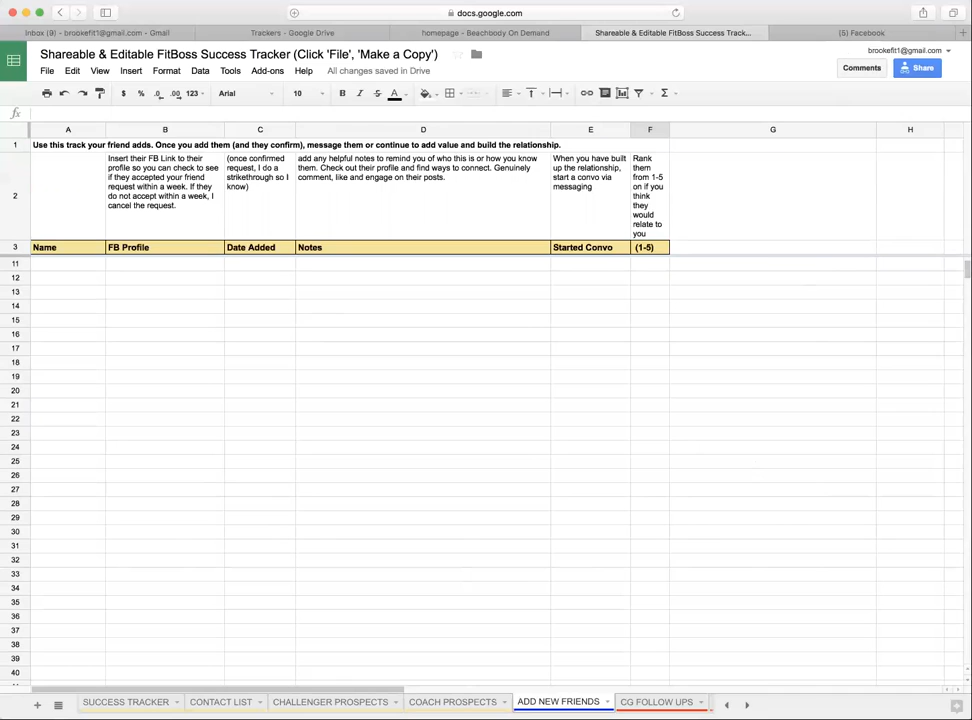 docs.google.com
Inbox (9) - brookefit1@gmail.com - Gmail
Trackers - Google Drive
homepage - Beachbody On Demand
Shareable & Editable FitBoss Success Track...
(5) Facebook
Shareable & Editable FitBoss Success Tracker (Click 'File', 'Make a Copy')
brookefit1@gmail.com
File Edit View Insert Format Data Tools Add-ons Help All changes saved in Drive
Comments
Share
$ % .0 .00 123 Arial 10 B I S A Σ
fx
A B C D E F G H
1 Use this track your friend adds. Once you add them (and they confirm), message them or continue to add value and build the relationship.
2
Insert their FB Link to their
profile so you can check to see
if they accepted your friend
request within a week. If they
do not accept within a week, I
cancel the request.
(once confirmed
request, I do a
strikethrough so I
know)
add any helpful notes to remind you of who this is or how you know
them. Check out their profile and find ways to connect. Genuinely
comment, like and engage on their posts.
When you have built
up the relationship,
start a convo via
messaging
Rank
them
from 1-5
on if you
think
they
would
relate to
you
3 Name FB Profile Date Added Notes Started Convo (1-5)
11
12
13
14
15
16
17
18
19
20
21
22
23
24
25
26
27
28
29
30
31
32
33
34
35
36
37
38
39
40
SUCCESS TRACKER CONTACT LIST CHALLENGER PROSPECTS COACH PROSPECTS ADD NEW FRIENDS CG FOLLOW UPS